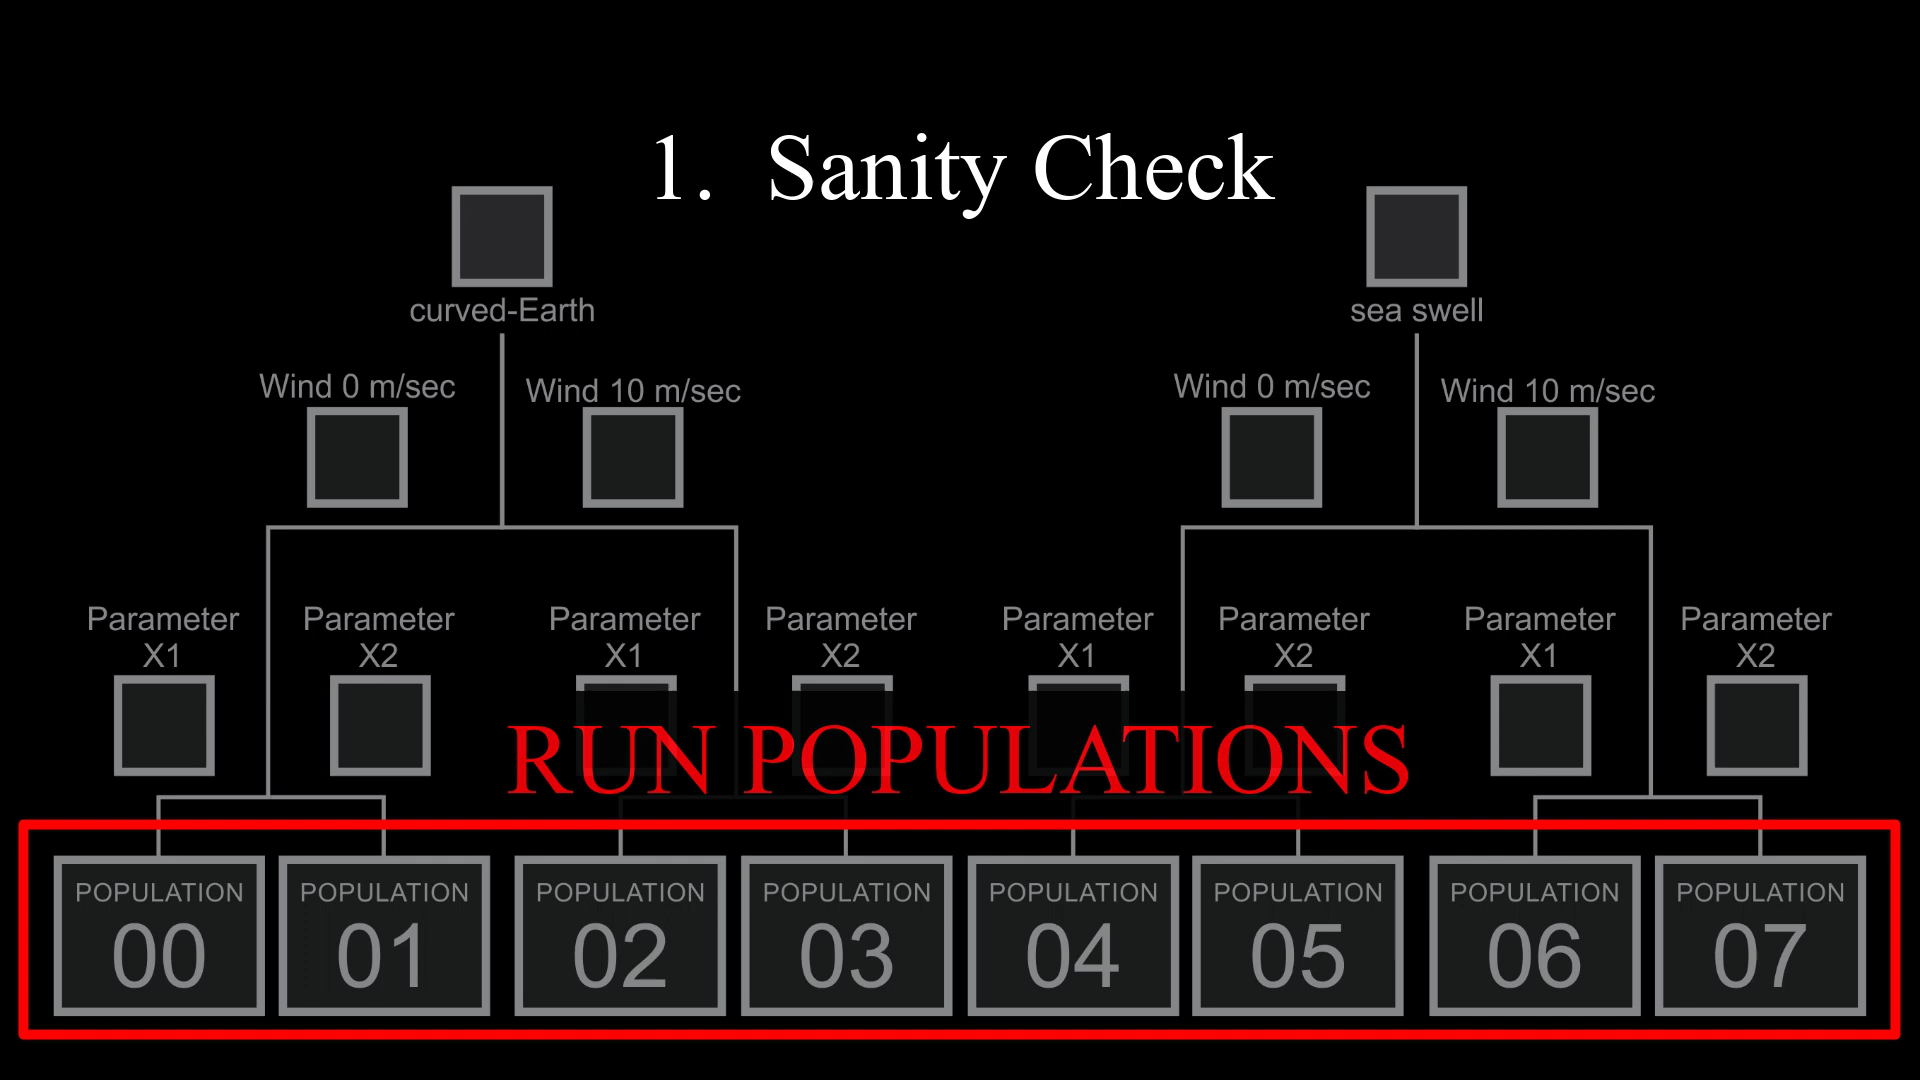 1. Sanity Check
curved-Earth
sea swell
Wind 0 m/sec
Wind 10 m/sec
Wind 0 m/sec
Wind 10 m/sec
Parameter
X1
Parameter
X2
Parameter
X1
Parameter
X2
Parameter
X1
Parameter
X2
Parameter
X1
Parameter
X2
RUN POPULATIONS
POPULATION
00
POPULATION
01
POPULATION
02
POPULATION
03
POPULATION
04
POPULATION
05
POPULATION
06
POPULATION
07